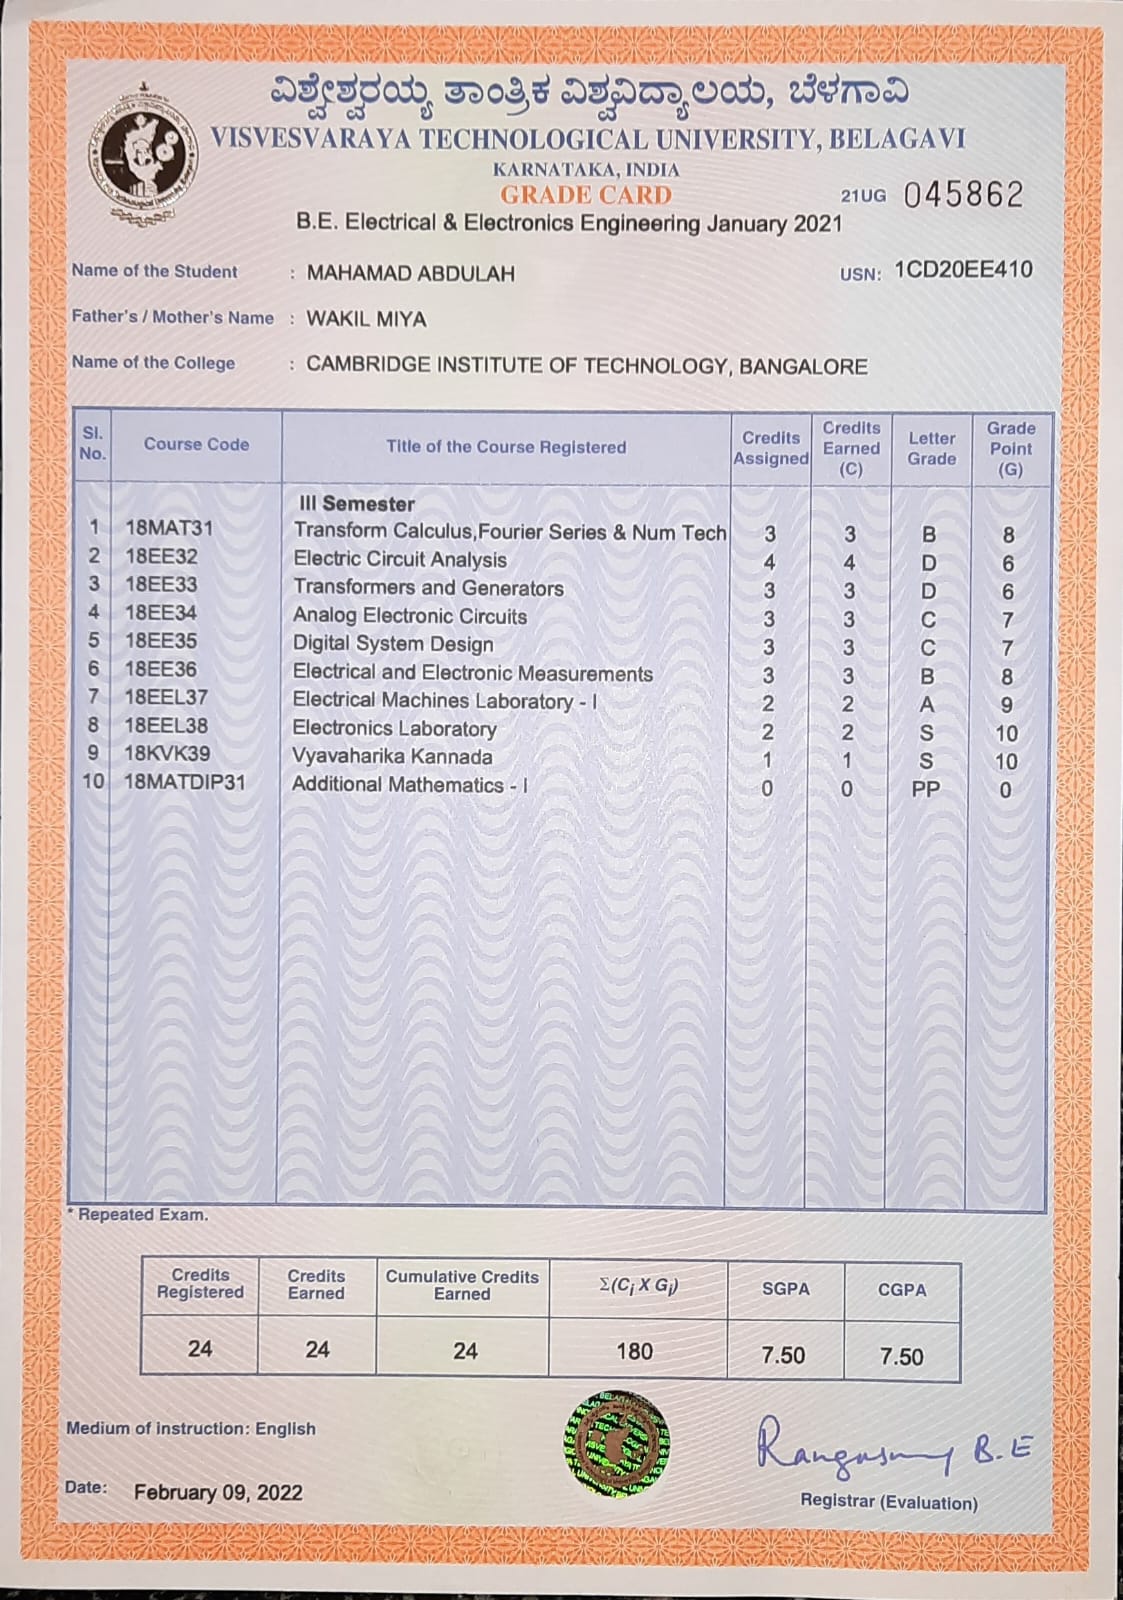 ವಿಶ್ವೇಶ್ವರಯ್ಯ ತಾಂತ್ರಿಕ ವಿಶ್ವವಿದ್ಯಾಲಯ, ಬೆಳಗಾವಿ
VISVESVARAYA TECHNOLOGICAL UNIVERSITY, BELAGAVI
KARNATAKA, INDIA
GRADE CARD
21UG 045862
B.E. Electrical & Electronics Engineering January 2021
Name of the Student : MAHAMAD ABDULAH USN: 1CD20EE410
Father's / Mother's Name : WAKIL MIYA
Name of the College : CAMBRIDGE INSTITUTE OF TECHNOLOGY, BANGALORE
Sl. No. Course Code Title of the Course Registered Credits Assigned Credits Earned (C) Letter Grade Grade Point (G)
III Semester
1 18MAT31 Transform Calculus,Fourier Series & Num Tech 3 3 B 8
2 18EE32 Electric Circuit Analysis 4 4 D 6
3 18EE33 Transformers and Generators 3 3 D 6
4 18EE34 Analog Electronic Circuits 3 3 C 7
5 18EE35 Digital System Design 3 3 C 7
6 18EE36 Electrical and Electronic Measurements 3 3 B 8
7 18EEL37 Electrical Machines Laboratory - I 2 2 A 9
8 18EEL38 Electronics Laboratory 2 2 S 10
9 18KVK39 Vyavaharika Kannada 1 1 S 10
10 18MATDIP31 Additional Mathematics - I 0 0 PP 0
* Repeated Exam.
Credits Registered Credits Earned Cumulative Credits Earned Σ(Ci X Gi) SGPA CGPA
24 24 24 180 7.50 7.50
Medium of instruction: English
Rangaswamy B.E
Date: February 09, 2022
Registrar (Evaluation)